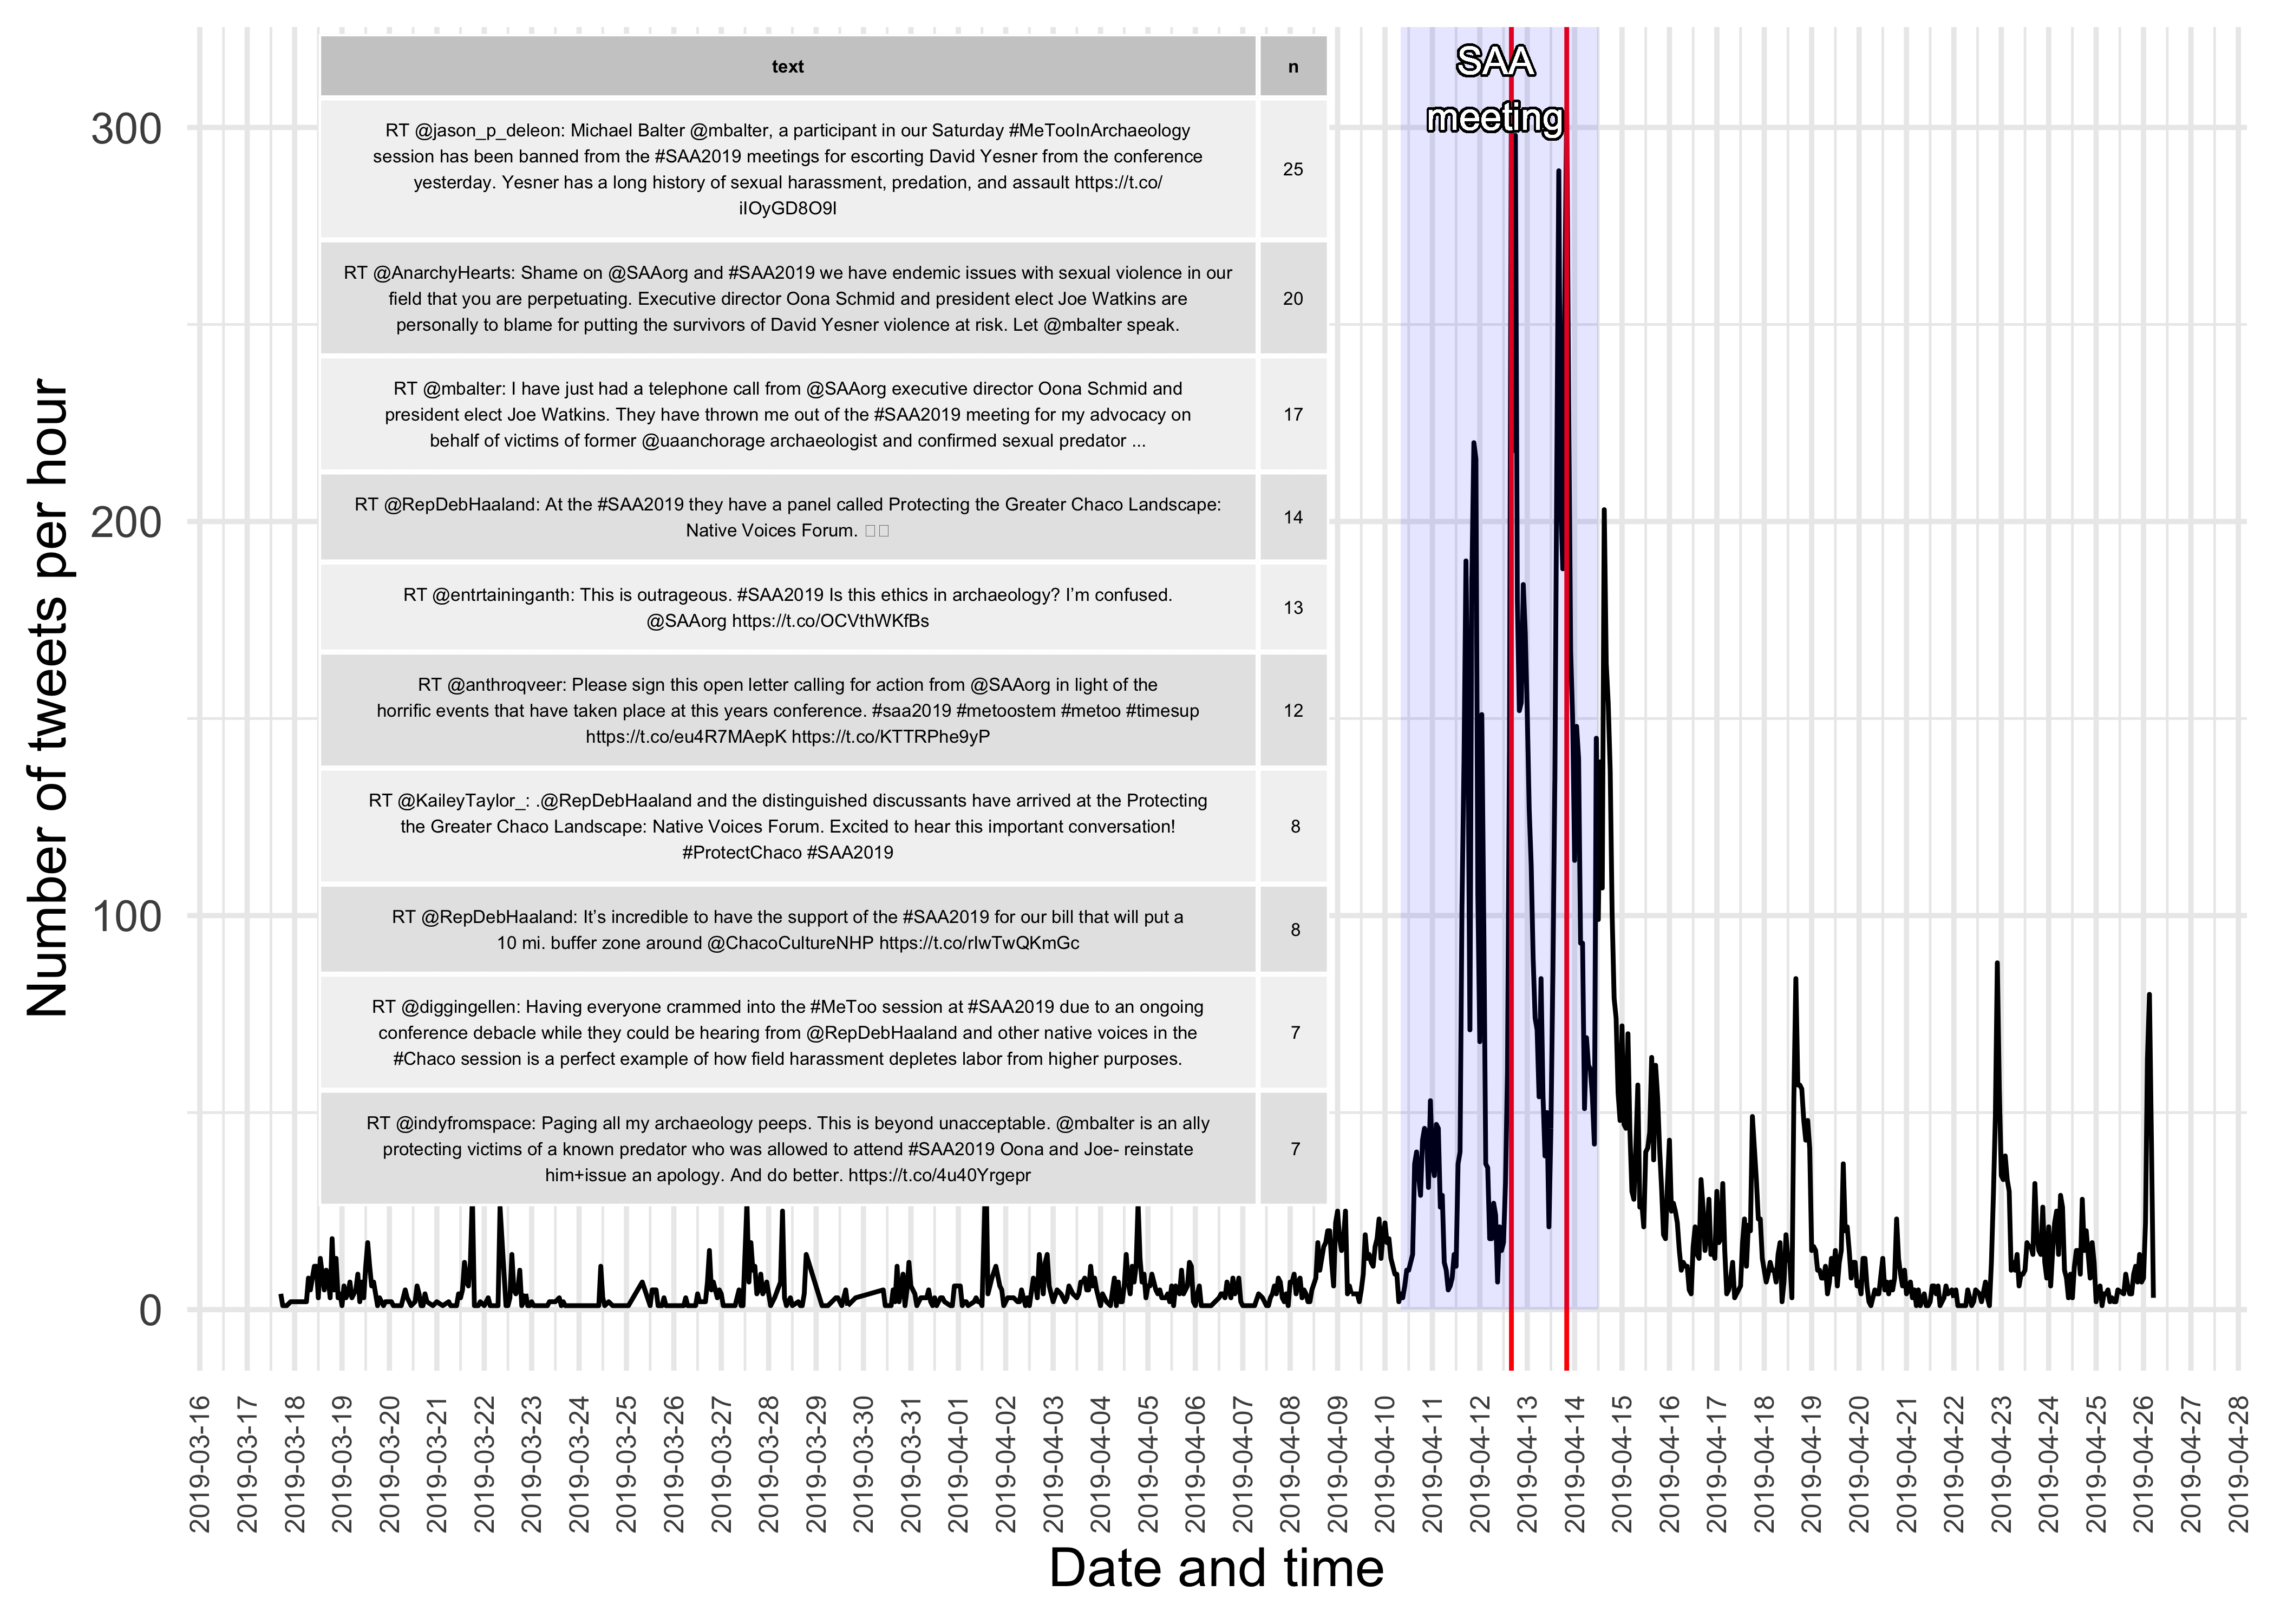 text n
RT @jason_p_deleon: Michael Balter @mbalter, a participant in our Saturday #MeTooInArchaeology
session has been banned from the #SAA2019 meetings for escorting David Yesner from the conference
yesterday. Yesner has a long history of sexual harassment, predation, and assault https://t.co/
iIOyGD8O9I
25
RT @AnarchyHearts: Shame on @SAAorg and #SAA2019 we have endemic issues with sexual violence in our
field that you are perpetuating. Executive director Oona Schmid and president elect Joe Watkins are
personally to blame for putting the survivors of David Yesner violence at risk. Let @mbalter speak.
20
RT @mbalter: I have just had a telephone call from @SAAorg executive director Oona Schmid and
president elect Joe Watkins. They have thrown me out of the #SAA2019 meeting for my advocacy on
behalf of victims of former @uaanchorage archaeologist and confirmed sexual predator ...
17
RT @RepDebHaaland: At the #SAA2019 they have a panel called Protecting the Greater Chaco Landscape:
Native Voices Forum.
14
RT @entrtaininganth: This is outrageous. #SAA2019 Is this ethics in archaeology? I’m confused.
@SAAorg https://t.co/OCVthWKfBs
13
RT @anthroqveer: Please sign this open letter calling for action from @SAAorg in light of the
horrific events that have taken place at this years conference. #saa2019 #metoostem #metoo #timesup
https://t.co/eu4R7MAepK https://t.co/KTTRPhe9yP
12
RT @KaileyTaylor_: .@RepDebHaaland and the distinguished discussants have arrived at the Protecting
the Greater Chaco Landscape: Native Voices Forum. Excited to hear this important conversation!
#ProtectChaco #SAA2019
8
RT @RepDebHaaland: It’s incredible to have the support of the #SAA2019 for our bill that will put a
10 mi. buffer zone around @ChacoCultureNHP https://t.co/rIwTwQKmGc
8
RT @diggingellen: Having everyone crammed into the #MeToo session at #SAA2019 due to an ongoing
conference debacle while they could be hearing from @RepDebHaaland and other native voices in the
#Chaco session is a perfect example of how field harassment depletes labor from higher purposes.
7
RT @indyfromspace: Paging all my archaeology peeps. This is beyond unacceptable. @mbalter is an ally
protecting victims of a known predator who was allowed to attend #SAA2019 Oona and Joe- reinstate
him+issue an apology. And do better. https://t.co/4u40Yrgepr
7
SAA
meeting
Number of tweets per hour
300
200
100
0
2019-03-16
2019-03-17
2019-03-18
2019-03-19
2019-03-20
2019-03-21
2019-03-22
2019-03-23
2019-03-24
2019-03-25
2019-03-26
2019-03-27
2019-03-28
2019-03-29
2019-03-30
2019-03-31
2019-04-01
2019-04-02
2019-04-03
2019-04-04
2019-04-05
2019-04-06
2019-04-07
2019-04-08
2019-04-09
2019-04-10
2019-04-11
2019-04-12
2019-04-13
2019-04-14
2019-04-15
2019-04-16
2019-04-17
2019-04-18
2019-04-19
2019-04-20
2019-04-21
2019-04-22
2019-04-23
2019-04-24
2019-04-25
2019-04-26
2019-04-27
2019-04-28
Date and time